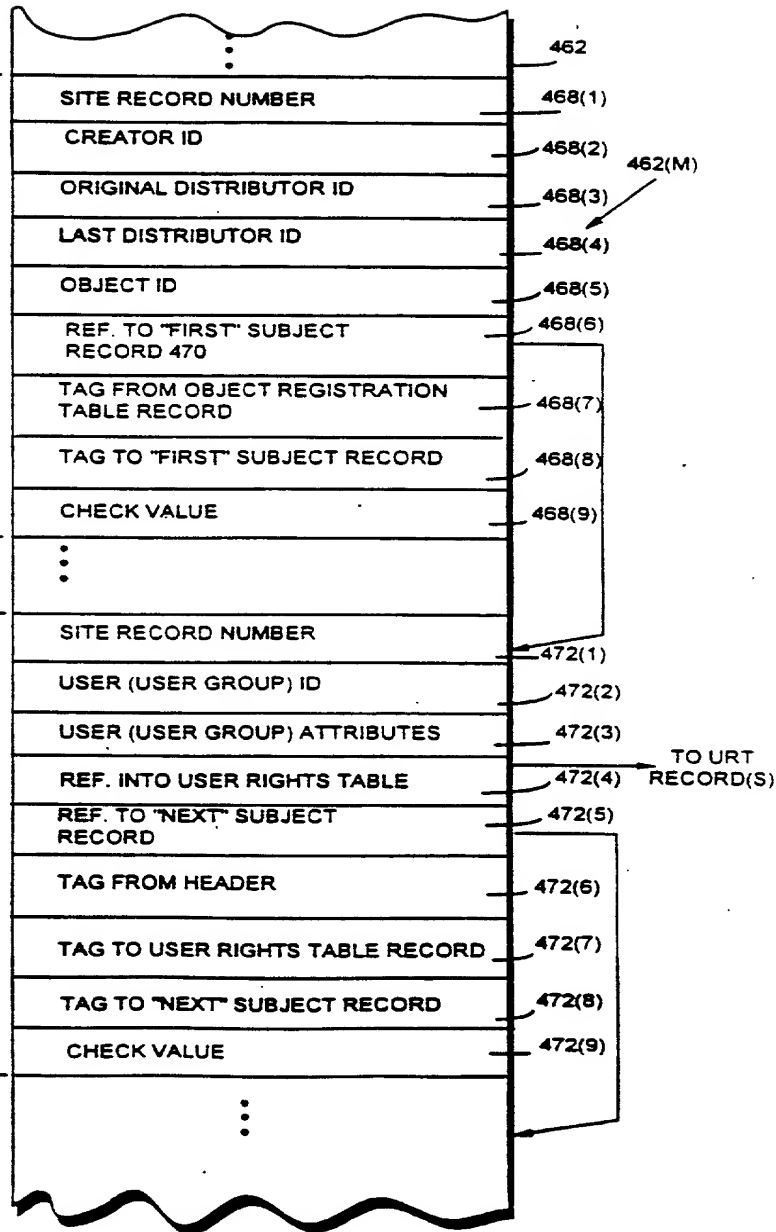 462
SITE RECORD NUMBER 468(1)
CREATOR ID 468(2)
462(M)
ORIGINAL DISTRIBUTOR ID 468(3)
LAST DISTRIBUTOR ID 468(4)
OBJECT ID 468(5)
REF. TO "FIRST" SUBJECT 468(6)
RECORD 470
TAG FROM OBJECT REGISTRATION
TABLE RECORD 468(7)
TAG TO "FIRST" SUBJECT RECORD 468(8)
CHECK VALUE 468(9)
SITE RECORD NUMBER
472(1)
USER (USER GROUP) ID 472(2)
USER (USER GROUP) ATTRIBUTES 472(3)
TO URT
RECORD(S)
REF. INTO USER RIGHTS TABLE 472(4)
REF. TO "NEXT" SUBJECT 472(5)
RECORD
TAG FROM HEADER 472(6)
TAG TO USER RIGHTS TABLE RECORD 472(7)
TAG TO "NEXT" SUBJECT RECORD 472(8)
CHECK VALUE 472(9)